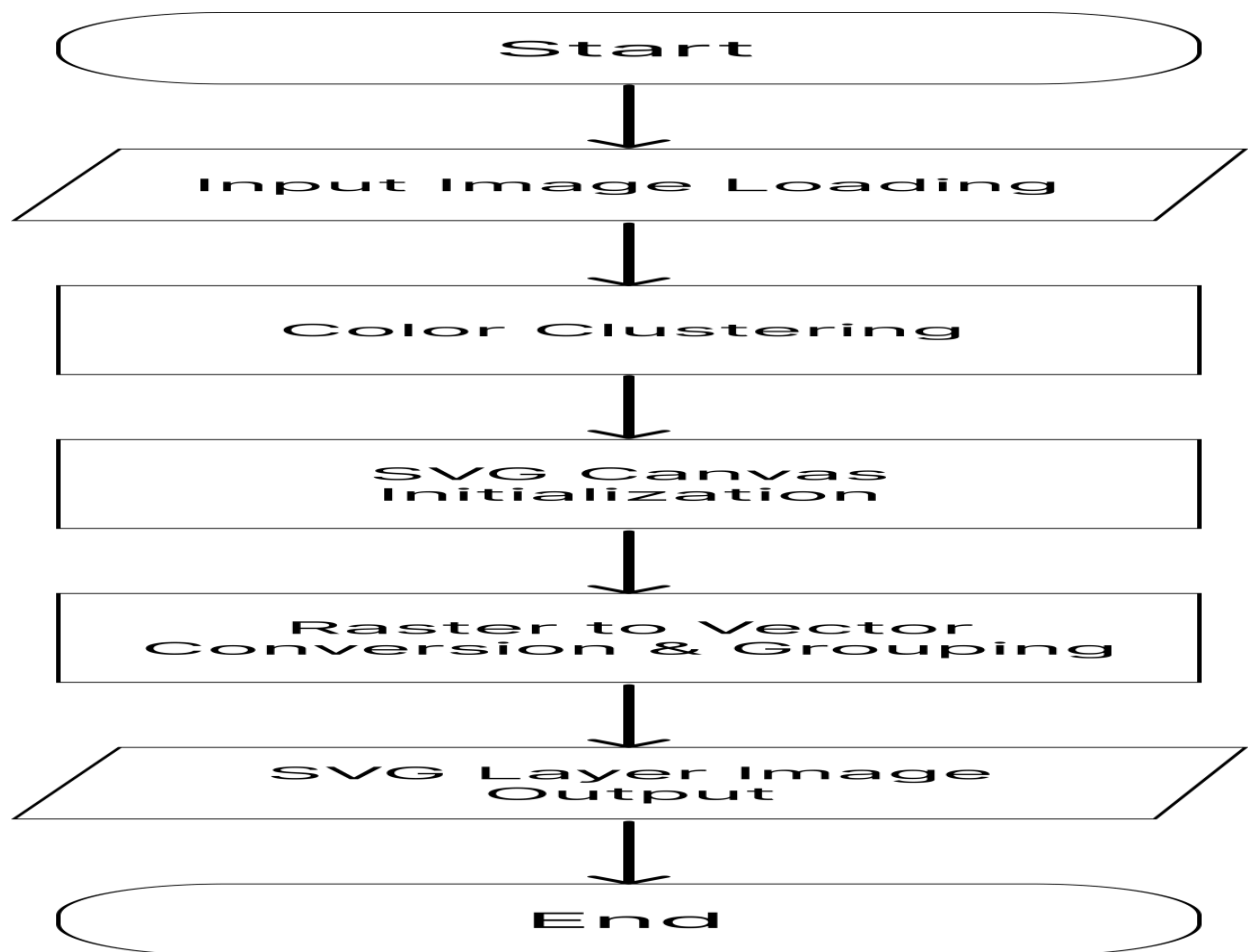 Start
Input Image Loading
Color Clustering
SVG Canvas
Initialization
Raster to Vector
Conversion & Grouping
SVG Layer Image
Output
End